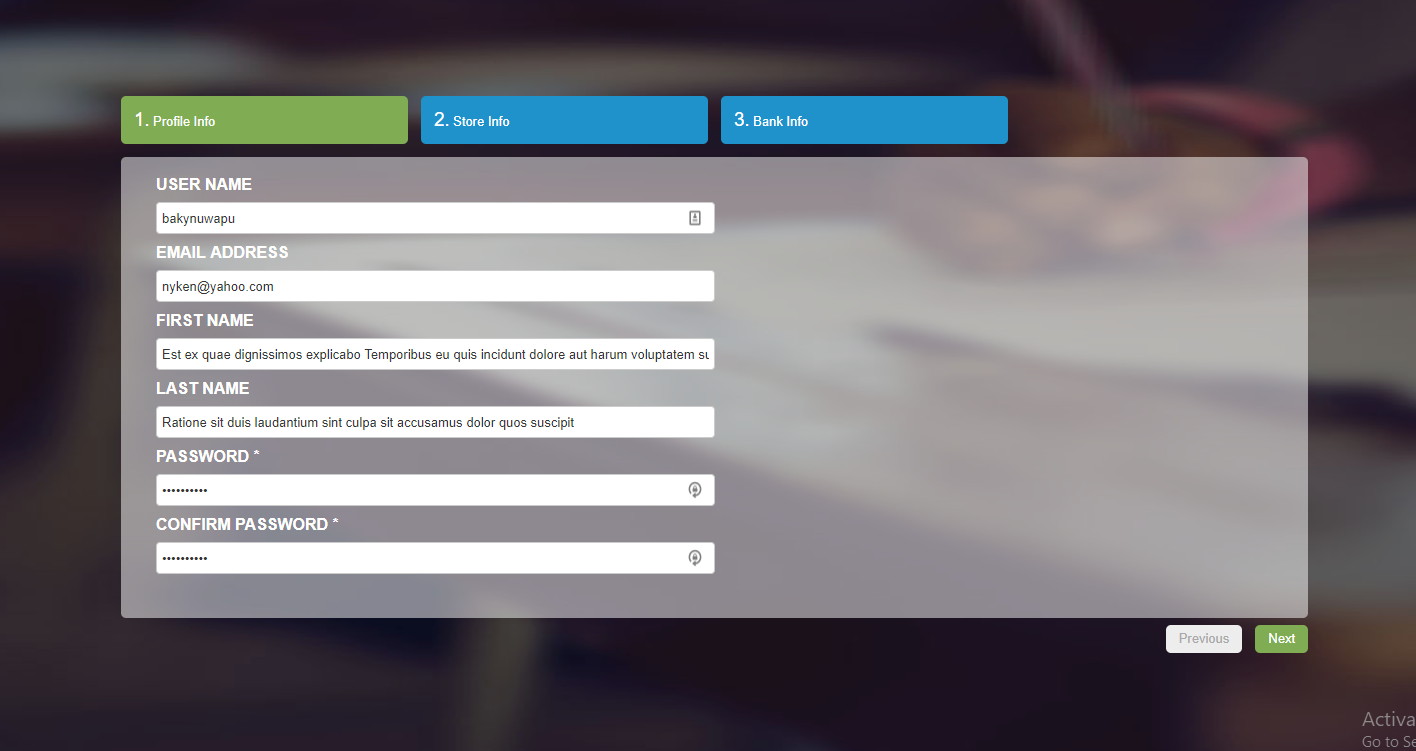 1. Profile Info
2. Store Info
3. Bank Info
USER NAME
bakynuwapu
EMAIL ADDRESS
nyken@yahoo.com
FIRST NAME
Est ex quae dignissimos explicabo Temporibus eu quis incidunt dolore aut harum voluptatem su
LAST NAME
Ratione sit duis laudantium sint culpa sit accusamus dolor quos suscipit
PASSWORD *
••••••••••
CONFIRM PASSWORD *
••••••••••
Previous
Next
Activa
Go to Se